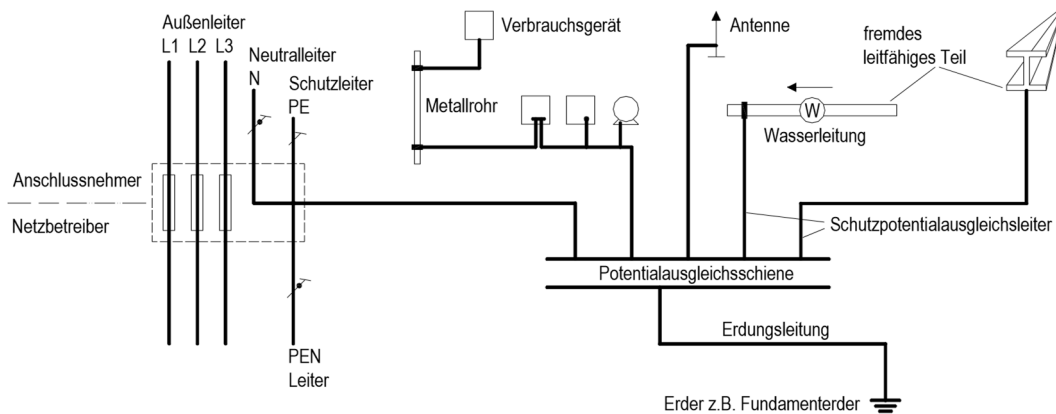 Außenleiter
L1 L2 L3
Neutralleiter
N
Schutzleiter
PE
Verbrauchsgerät
Metallrohr
Antenne
fremdes
leitfähiges Teil
W
Wasserleitung
Anschlussnehmer
Netzbetreiber
Schutzpotentialausgleichsleiter
Potentialausgleichsschiene
Erdungsleitung
PEN
Leiter
Erder z.B. Fundamenterder